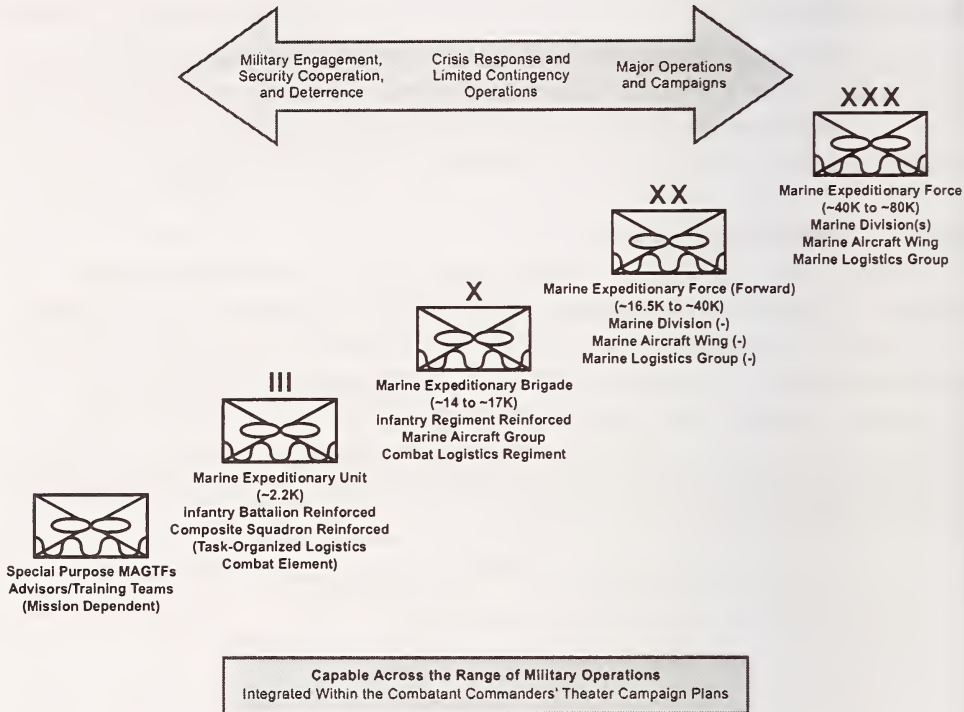 Military Engagement,
Security Cooperation,
and Deterrence
Crisis Response and
Limited Contingency
Operations
Major Operations
and Campaigns
XXX
Marine Expeditionary Force
(~40K to ~80K)
Marine Division(s)
Marine Aircraft Wing
Marine Logistics Group
XX
Marine Expeditionary Force (Forward)
(~16.5K to ~40K)
Marine Division (-)
Marine Aircraft Wing (-)
Marine Logistics Group (-)
X
Marine Expeditionary Brigade
(~14 to ~17K)
Infantry Regiment Reinforced
Marine Aircraft Group
Combat Logistics Regiment
III
Marine Expeditionary Unit
(~2.2K)
Infantry Battalion Reinforced
Composite Squadron Reinforced
(Task-Organized Logistics
Combat Element)
Special Purpose MAGTFs
Advisors/Training Teams
(Mission Dependent)
Capable Across the Range of Military Operations
Integrated Within the Combatant Commanders' Theater Campaign Plans